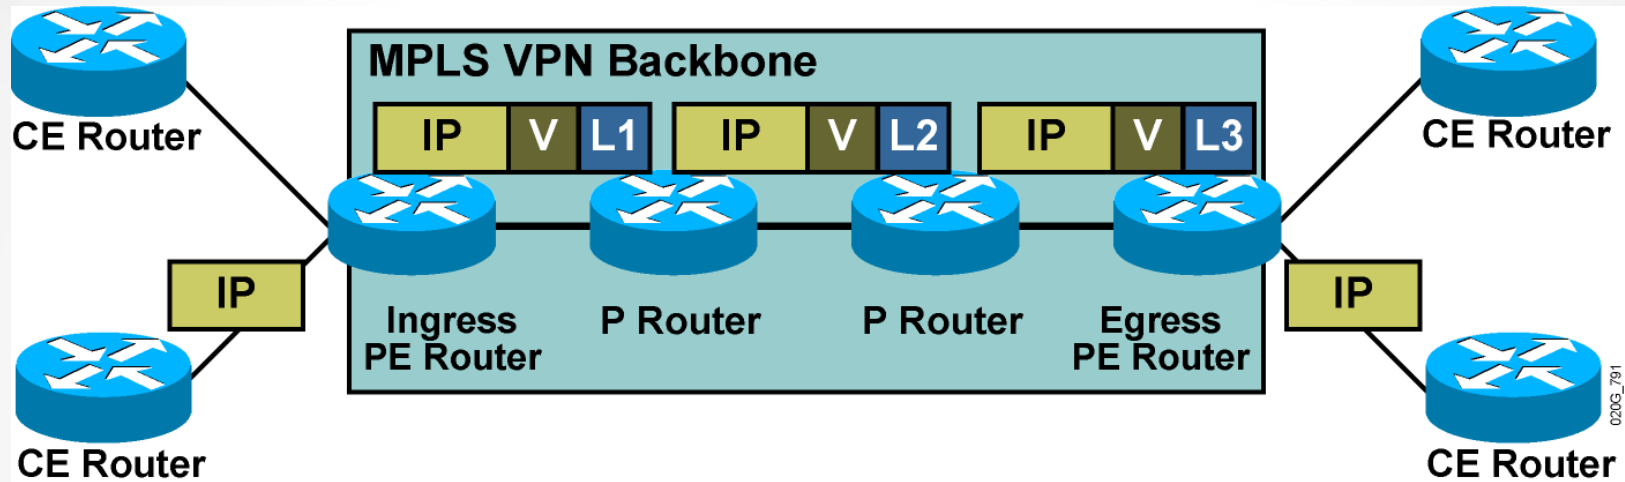 MPLS VPN Backbone
IP V L1 IP V L2 IP V L3
CE Router
CE Router
IP
IP
Ingress
PE Router
P Router
P Router
Egress
PE Router
CE Router
CE Router
020G_791